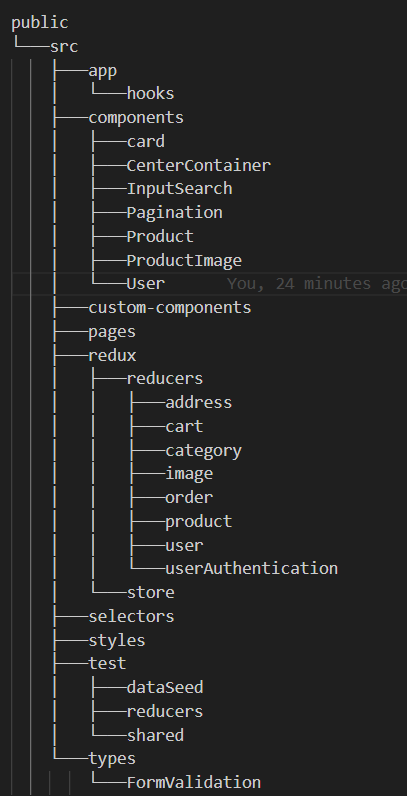 public
└───src
    ├───app
    │   └───hooks
    ├───components
    │   ├───card
    │   ├───CenterContainer
    │   ├───InputSearch
    │   ├───Pagination
    │   ├───Product
    │   ├───ProductImage
    │   └───User You, 24 minutes ago
    ├───custom-components
    ├───pages
    ├───redux
    │   ├───reducers
    │   │   ├───address
    │   │   ├───cart
    │   │   ├───category
    │   │   ├───image
    │   │   ├───order
    │   │   ├───product
    │   │   ├───user
    │   │   └───userAuthentication
    │   └───store
    ├───selectors
    ├───styles
    ├───test
    │   ├───dataSeed
    │   ├───reducers
    │   └───shared
    └───types
        └───FormValidation